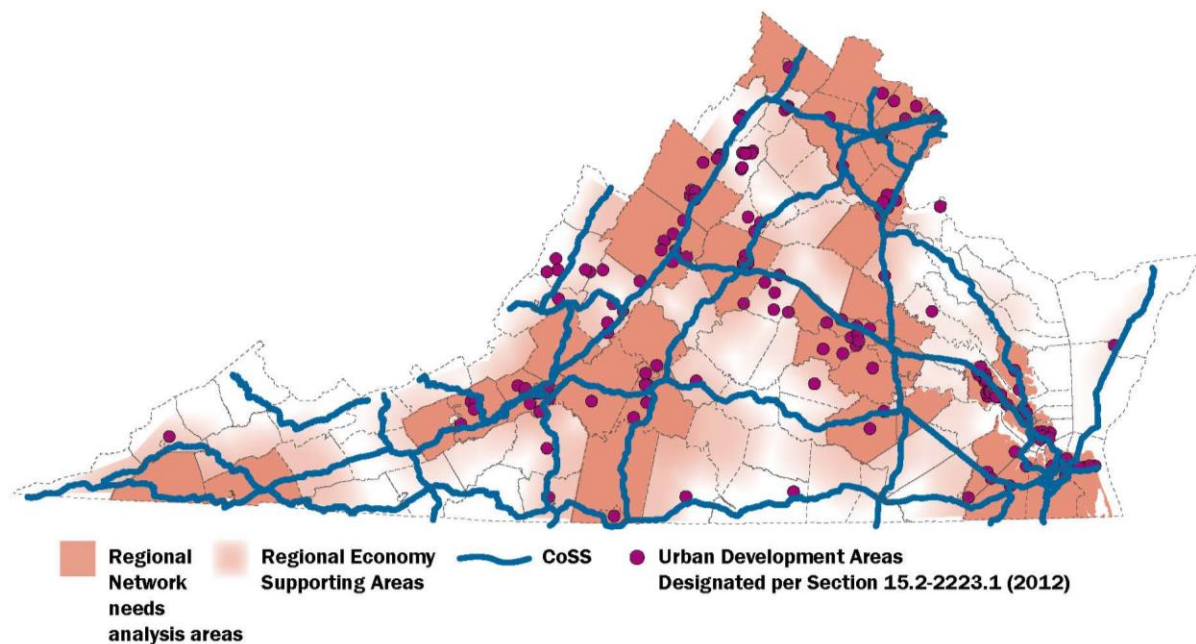 Regional
Network
needs
analysis areas
Regional Economy
Supporting Areas
CoSS
Urban Development Areas
Designated per Section 15.2-2223.1 (2012)